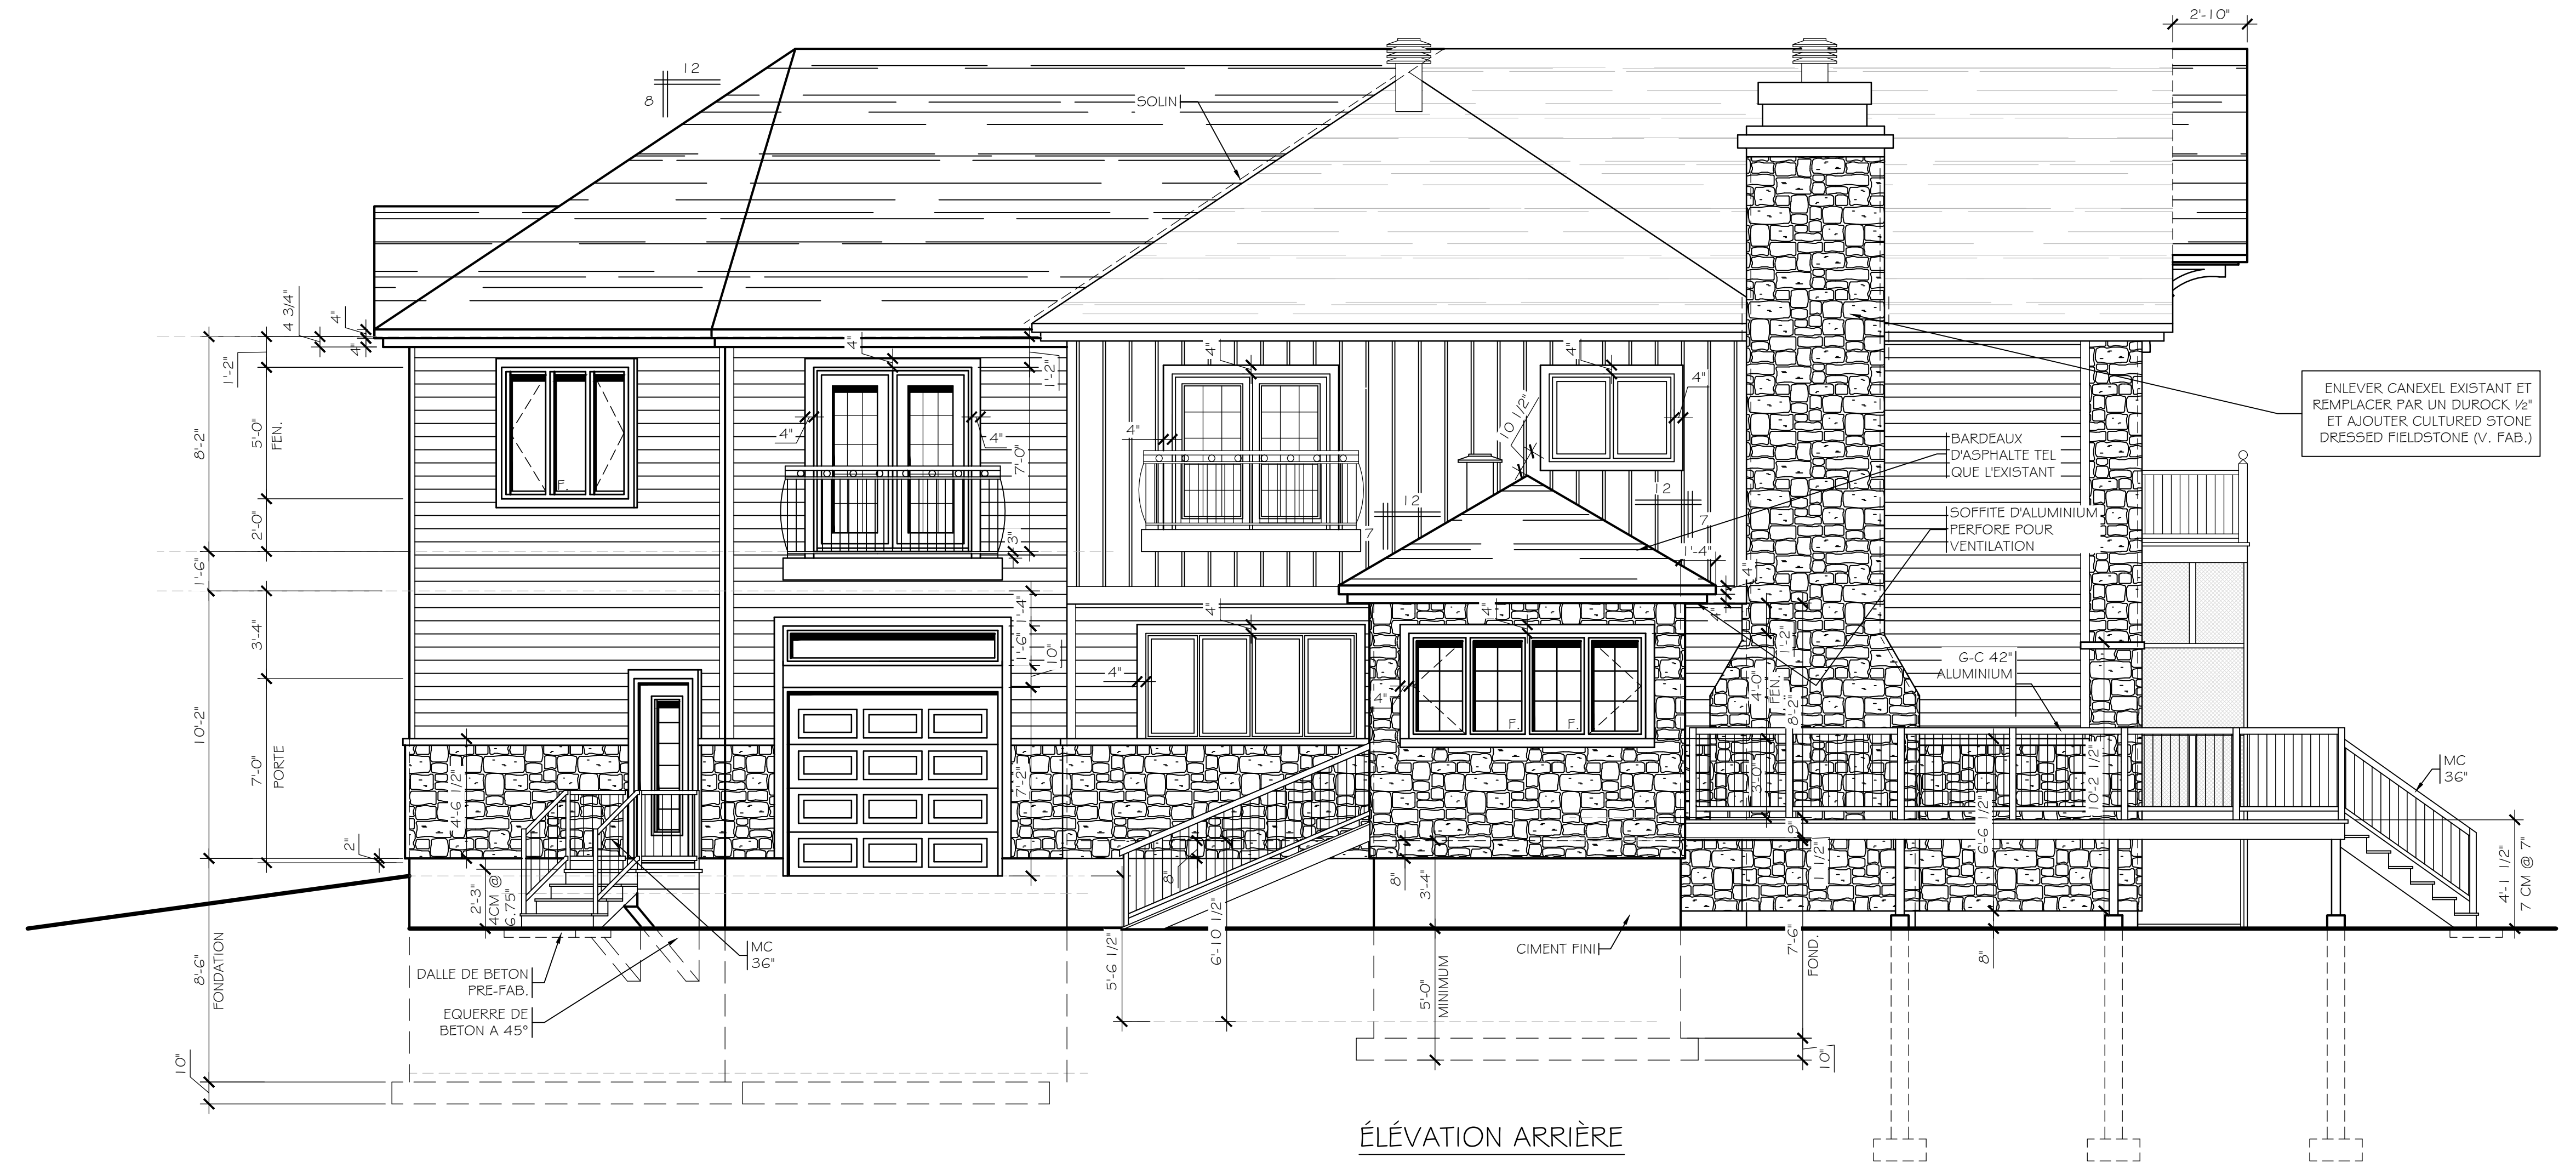 2'-10"
12
8
SOLIN
4 3/4"
4"
4"
1'-2"
8'-2"
5'-0"
FEN.
2'-0"
1'-6"
3'-4"
10'-2"
7'-0"
PORTE
2"
8'-6"
FONDATION
10"
F.
4"
4"
4"
1'-2"
7'-0"
3"
1'-4"
1'-6"
10"
7'-2"
4'-6 1/2"
2'-3"
4CM @
6.75"
DALLE DE BETON
PRE-FAB.
EQUERRE DE
BETON A 45°
MC
36"
4"
4"
4"
4"
10 1/2"
12
7
12
7
1'-4"
4"
4"
4"
4"
4"
4"
F.
F.
8"
8"
3'-4"
5'-6 1/2"
6'-10 1/2"
5'-0"
MINIMUM
CIMENT FINI
1'-2"
4'-0"
FEN.
8'-2"
3'-0"
9"
1 1/2"
7'-6"
FOND.
10"
6'-6 1/2"
8"
10'-2 1/2"
ENLEVER CANEXEL EXISTANT ET
REMPLACER PAR UN DUROCK ½"
ET AJOUTER CULTURED STONE
DRESSED FIELDSTONE (V. FAB.)
BARDEAUX
D'ASPHALTE TEL
QUE L'EXISTANT
SOFFITE D'ALUMINIUM
PERFORE POUR
VENTILATION
G-C 42"
ALUMINIUM
MC
36"
4'-1 1/2"
7 CM @ 7"
ÉLÉVATION ARRIÈRE